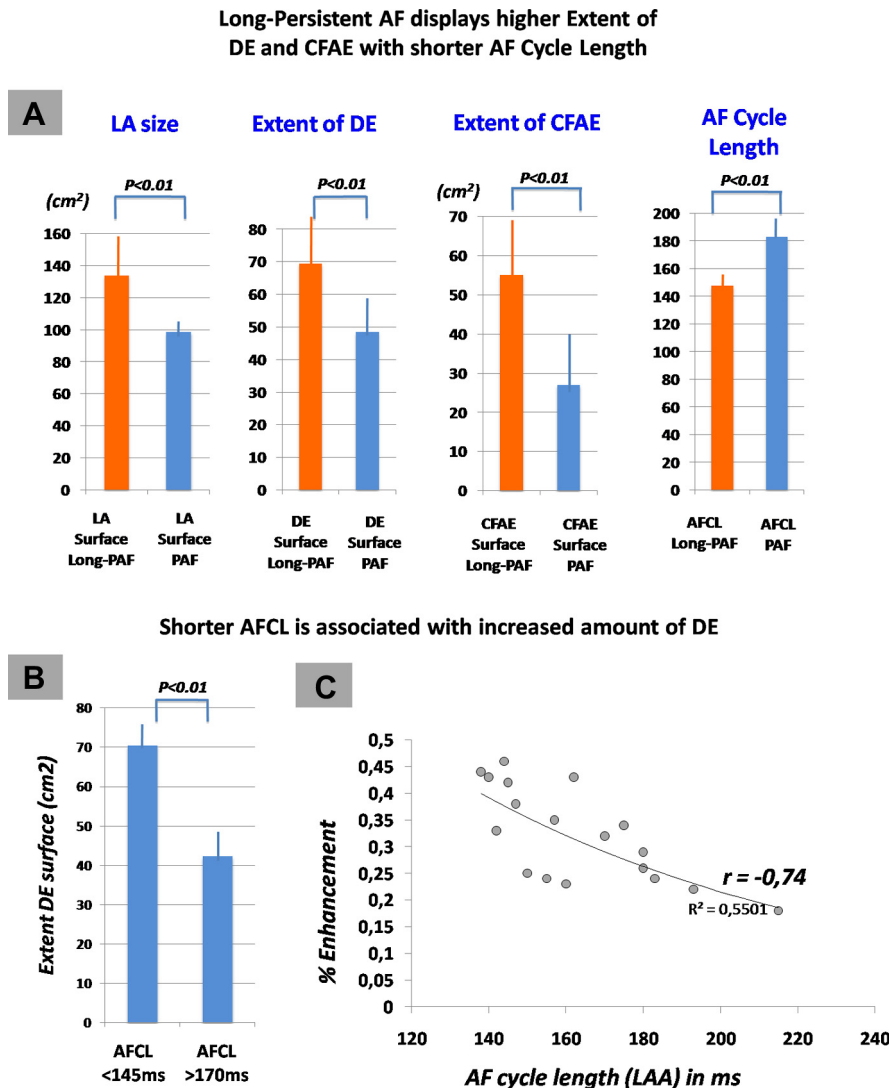 Long-Persistent AF displays higher Extent of
DE and CFAE with shorter AF Cycle Length
A
LA size
Extent of DE
Extent of CFAE
AF Cycle
Length
(cm²)
P<0.01
P<0.01
(cm²)
P<0.01
P<0.01
160
140
120
100
80
60
40
20
0
80
70
60
50
40
30
20
10
0
70
60
50
40
30
20
10
0
200
180
160
140
120
100
80
60
40
20
0
LA
Surface
Long-PAF
LA
Surface
PAF
DE
Surface
Long-PAF
DE
Surface
PAF
CFAE
Surface
Long-PAF
CFAE
Surface
PAF
AFCL
Long-PAF
AFCL
PAF
Shorter AFCL is associated with increased amount of DE
B
P<0.01
Extent DE surface (cm2)
80
70
60
50
40
30
20
10
0
AFCL
<145ms
AFCL
>170ms
C
% Enhancement
0,5
0,45
0,4
0,35
0,3
0,25
0,2
0,15
0,1
0,05
0
r = -0,74
R² = 0,5501
120
140
160
180
200
220
240
AF cycle length (LAA) in ms